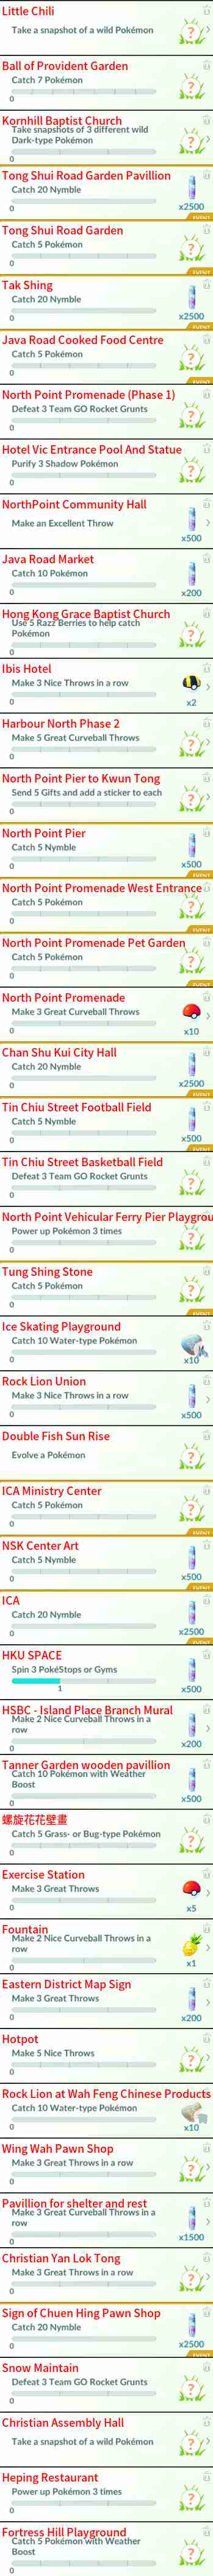 Little Chili
Take a snapshot of a wild Pokémon
?
Ball of Provident Garden
Catch 7 Pokémon
0
?
Kornhill Baptist Church
Take snapshots of 3 different wild
Dark-type Pokémon
0
?
Tong Shui Road Garden Pavillion
Catch 20 Nymble
0
x2500
EVENT
Tong Shui Road Garden
Catch 5 Pokémon
0
?
EVENT
Tak Shing
Catch 20 Nymble
0
x2500
EVENT
Java Road Cooked Food Centre
Catch 5 Pokémon
0
?
EVENT
North Point Promenade (Phase 1)
Defeat 3 Team GO Rocket Grunts
0
?
Hotel Vic Entrance Pool And Statue
Purify 3 Shadow Pokémon
0
?
NorthPoint Community Hall
Make an Excellent Throw
x500
Java Road Market
Catch 10 Pokémon
0
x200
Hong Kong Grace Baptist Church
Use 5 Razz Berries to help catch
Pokémon
0
?
Ibis Hotel
Make 3 Nice Throws in a row
0
x2
Harbour North Phase 2
Make 5 Great Curveball Throws
0
?
North Point Pier to Kwun Tong
Send 5 Gifts and add a sticker to each
0
?
North Point Pier
Catch 5 Nymble
0
x500
EVENT
North Point Promenade West Entrance
Catch 5 Pokémon
0
?
EVENT
North Point Promenade Pet Garden
Catch 5 Pokémon
0
?
EVENT
North Point Promenade
Make 3 Great Curveball Throws
0
x10
Chan Shu Kui City Hall
Catch 20 Nymble
0
x2500
EVENT
Tin Chiu Street Football Field
Catch 5 Nymble
0
x500
EVENT
Tin Chiu Street Basketball Field
Defeat 3 Team GO Rocket Grunts
0
?
North Point Vehicular Ferry Pier Playgrou
Power up Pokémon 3 times
0
?
Tung Shing Stone
Catch 5 Pokémon
0
?
EVENT
Ice Skating Playground
Catch 10 Water-type Pokémon
0
x10
Rock Lion Union
Make 3 Nice Throws in a row
0
x500
Double Fish Sun Rise
Evolve a Pokémon
?
ICA Ministry Center
Catch 5 Pokémon
0
?
EVENT
NSK Center Art
Catch 5 Nymble
0
x500
EVENT
ICA
Catch 20 Nymble
0
x2500
EVENT
HKU SPACE
Spin 3 PokéStops or Gyms
1
x500
HSBC - Island Place Branch Mural
Make 2 Nice Curveball Throws in a
row
0
x200
Tanner Garden wooden pavillion
Catch 10 Pokémon with Weather
Boost
0
x500
螺旋花花壁畫
Catch 5 Grass- or Bug-type Pokémon
0
?
Exercise Station
Make 3 Great Throws
0
x5
Fountain
Make 2 Nice Curveball Throws in a
row
0
x1
Eastern District Map Sign
Make 3 Great Throws
0
x200
Hotpot
Make 5 Nice Throws
0
?
Rock Lion at Wah Feng Chinese Products
Catch 10 Water-type Pokémon
0
x10
Wing Wah Pawn Shop
Make 3 Great Throws in a row
0
?
Pavillion for shelter and rest
Make 3 Great Curveball Throws in a
row
0
x1500
Christian Yan Lok Tong
Make 3 Great Throws in a row
0
?
Sign of Chuen Hing Pawn Shop
Catch 20 Nymble
0
x2500
EVENT
Snow Maintain
Defeat 3 Team GO Rocket Grunts
0
?
Christian Assembly Hall
Take a snapshot of a wild Pokémon
?
Heping Restaurant
Power up Pokémon 3 times
0
?
Fortress Hill Playground
Catch 5 Pokémon with Weather
Boost
0
?